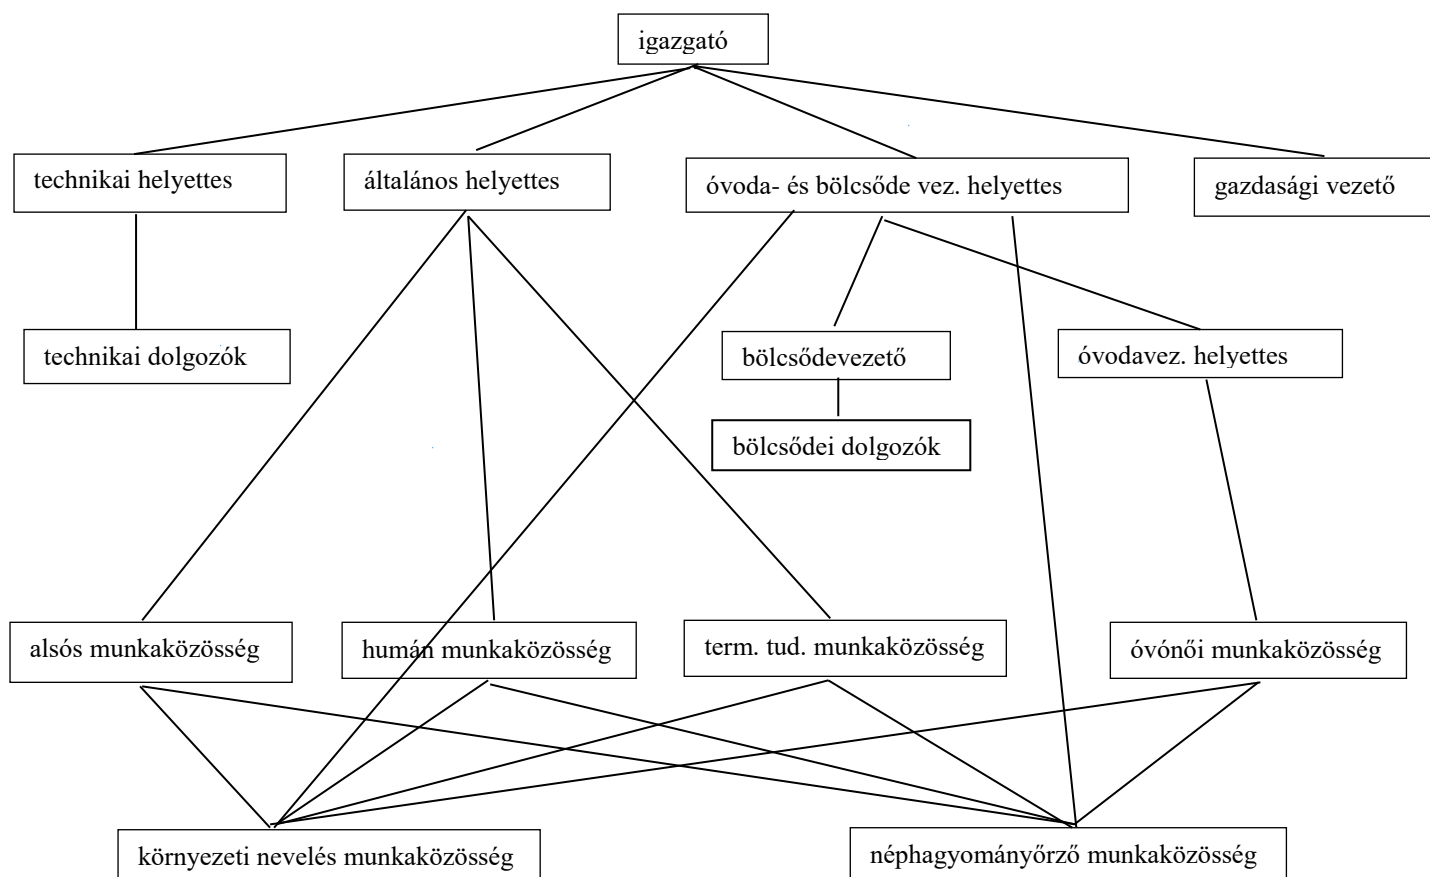 igazgató
technikai helyettes
általános helyettes
óvoda- és bölcsőde vez. helyettes
gazdasági vezető
technikai dolgozók
bölcsődevezető
óvodavez. helyettes
bölcsődei dolgozók
alsós munkaközösség
humán munkaközösség
term. tud. munkaközösség
óvónői munkaközösség
környezeti nevelés munkaközösség
néphagyományőrző munkaközösség